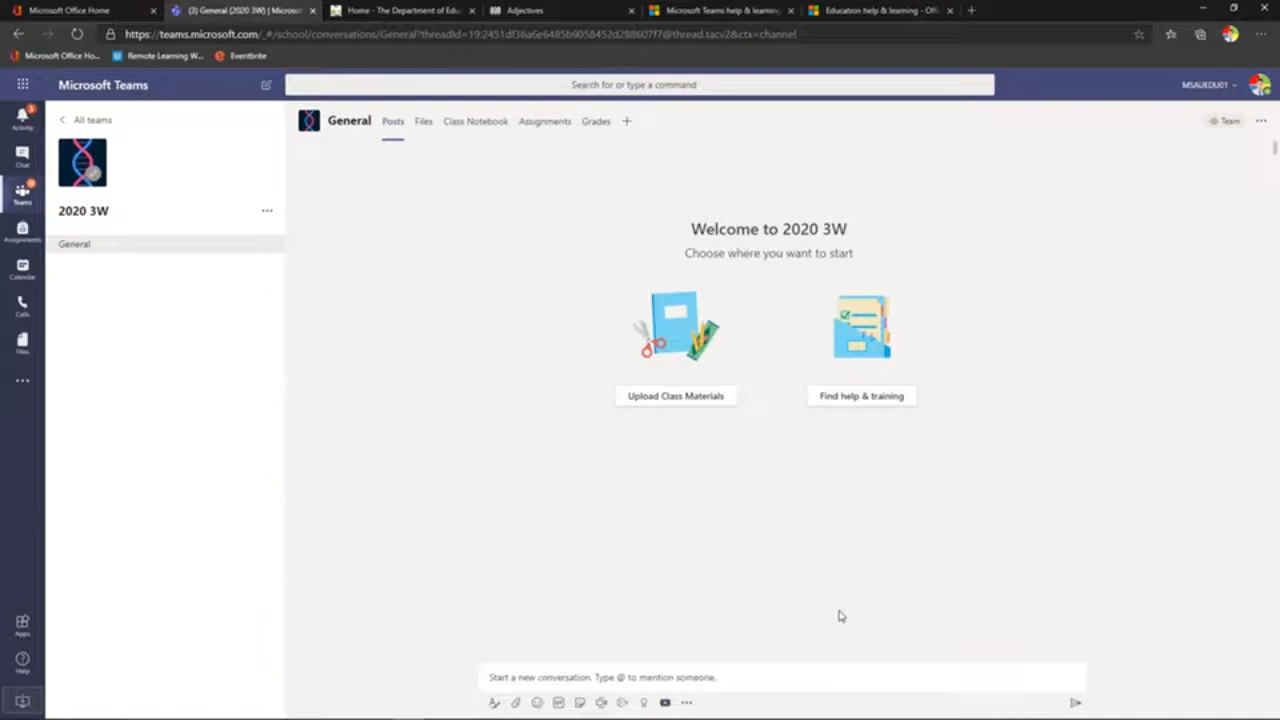 Microsoft Office Home
(3) General (2020 3W) | Microsof
Home - The Department of Edu
Adjectives
Microsoft Teams help & learning
Education help & learning - Offi
https://teams.microsoft.com/_#/school/conversations/General?threadId=19:2451df36a6e6485b9058452d288607f7@thread.tacv2&ctx=channel
Microsoft Office Ho...
Remote Learning W...
Eventbrite
Microsoft Teams
Search for or type a command
MSAUEDU01
Activity
Chat
Teams
Assignments
Calendar
Calls
Files
Apps
Help
All teams
2020 3W
General
General
Posts
Files
Class Notebook
Assignments
Grades
Team
Welcome to 2020 3W
Choose where you want to start
Upload Class Materials
Find help & training
Start a new conversation. Type @ to mention someone.